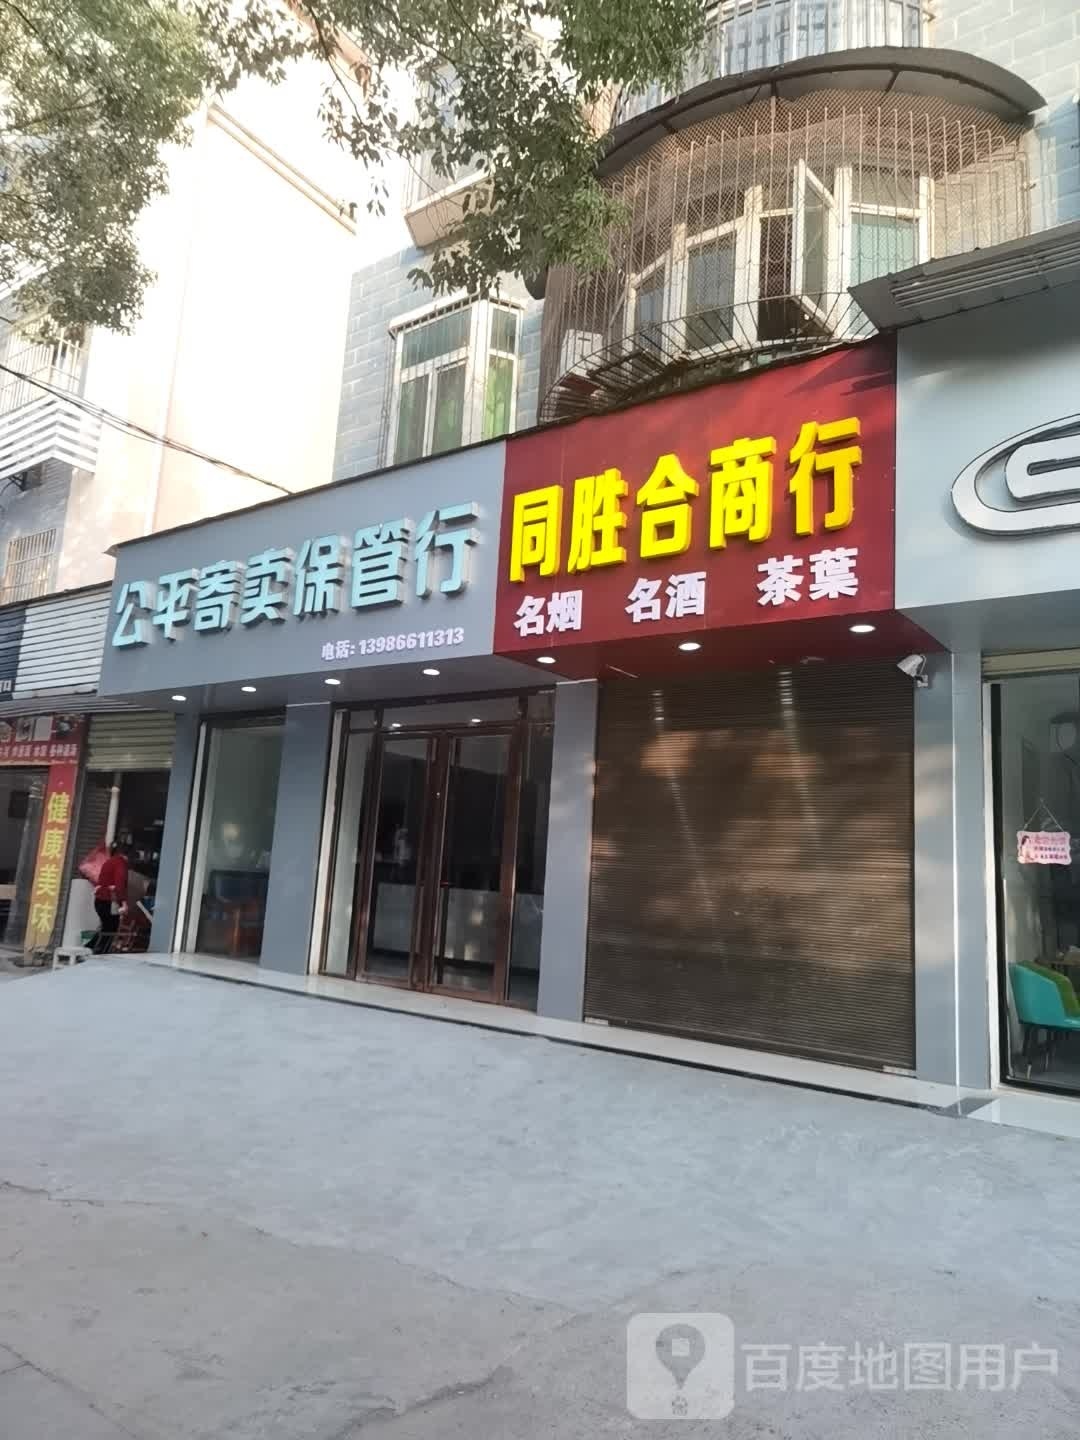 公平寄卖保管行
电话: 13986611313
同胜合商行
名烟 名酒 茶葉
健康美味
百度地图用户